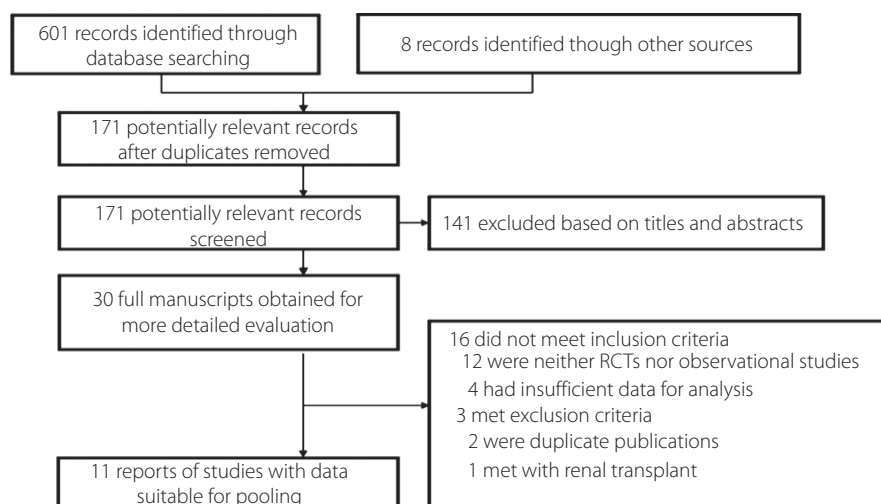 601 records identified through
database searching
8 records identified though other sources
171 potentially relevant records
after duplicates removed
171 potentially relevant records
screened
141 excluded based on titles and abstracts
30 full manuscripts obtained for
more detailed evaluation
16 did not meet inclusion criteria
12 were neither RCTs nor observational studies
4 had insufficient data for analysis
3 met exclusion criteria
2 were duplicate publications
1 met with renal transplant
11 reports of studies with data
suitable for pooling